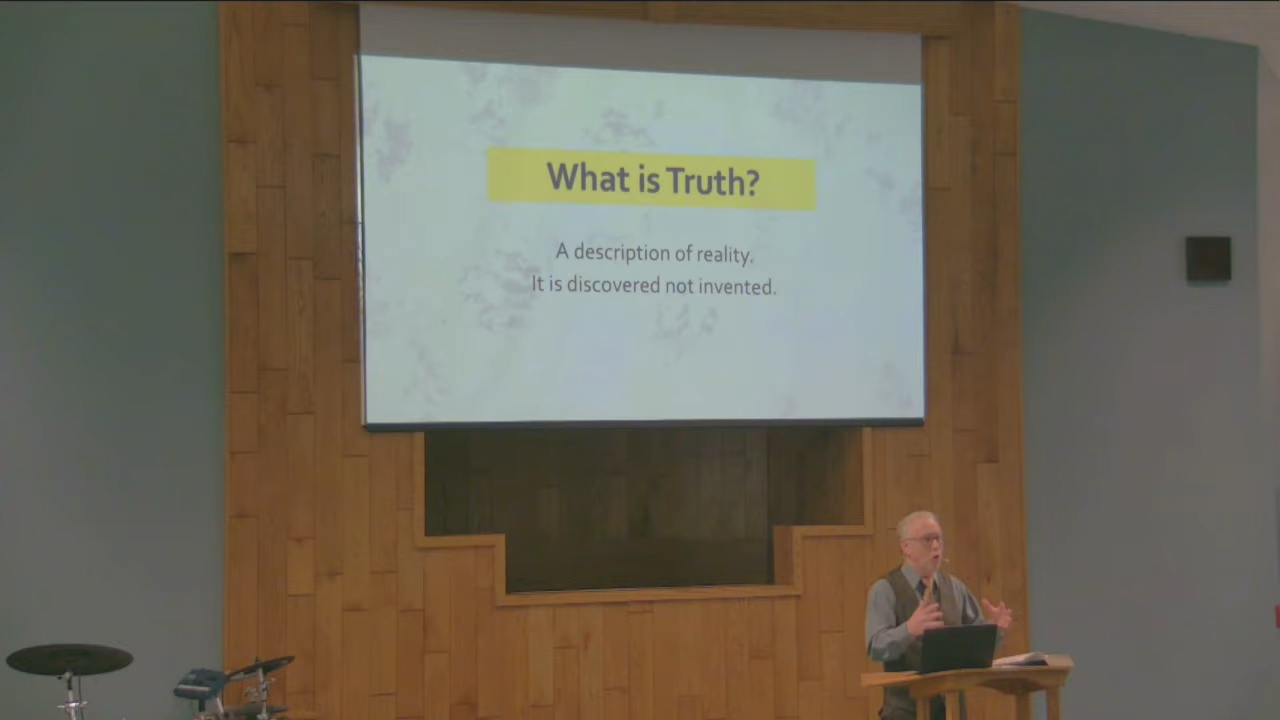 What is Truth?
A description of reality.
It is discovered not invented.